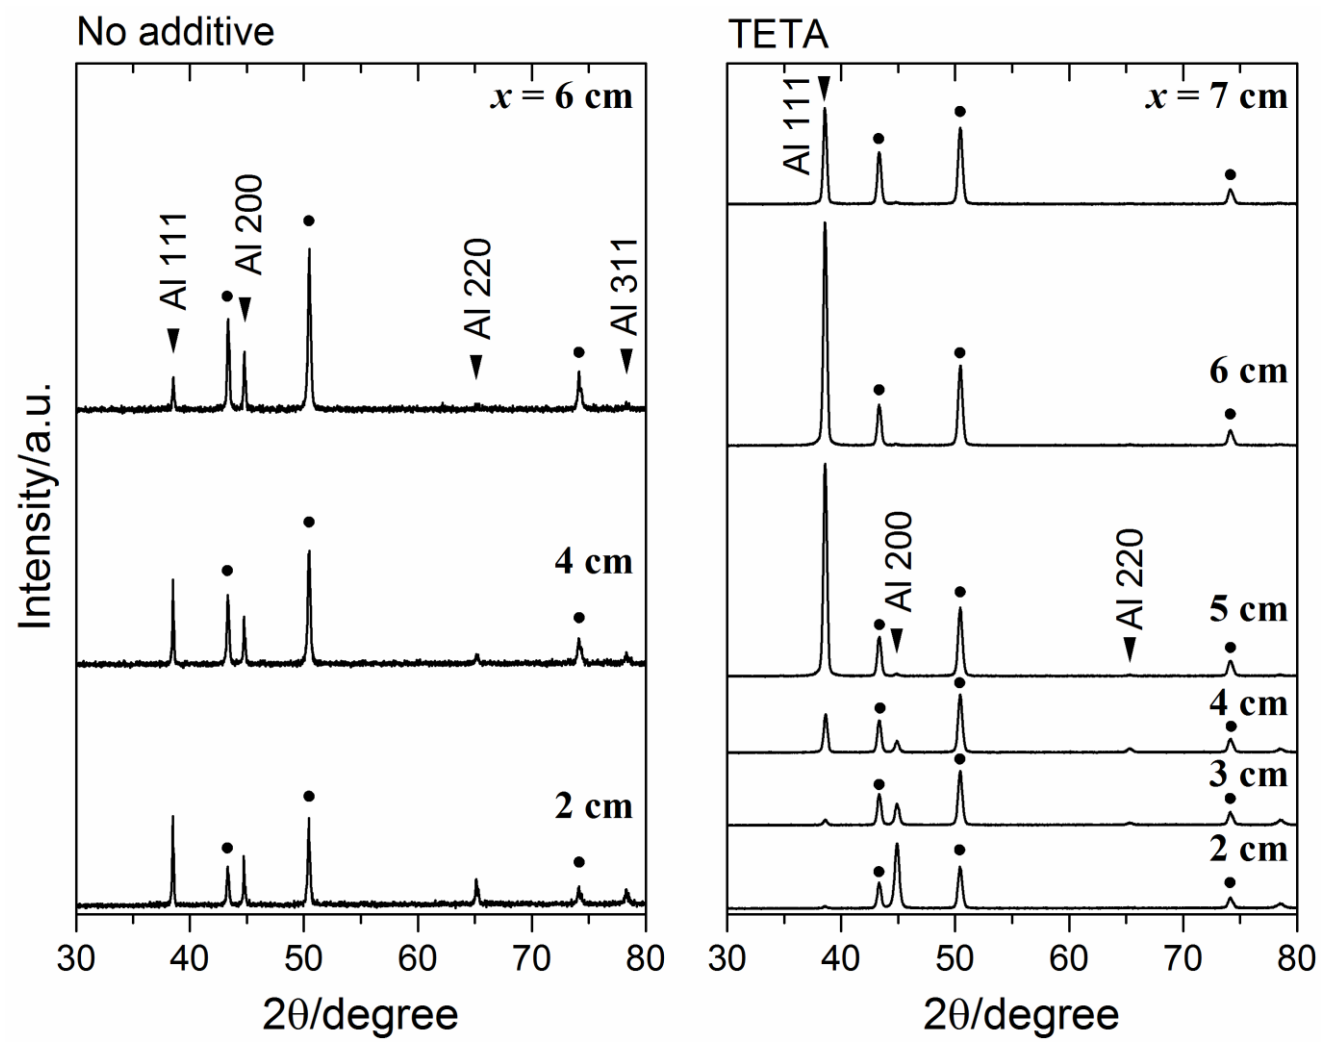 No additive
x = 6 cm
Al 111
Al 200
Al 220
Al 311
4 cm
2 cm
30 40 50 60 70 80
2θ/degree
Intensity/a.u.
TETA
x = 7 cm
Al 111
6 cm
5 cm
Al 200
Al 220
4 cm
3 cm
2 cm
30 40 50 60 70 80
2θ/degree